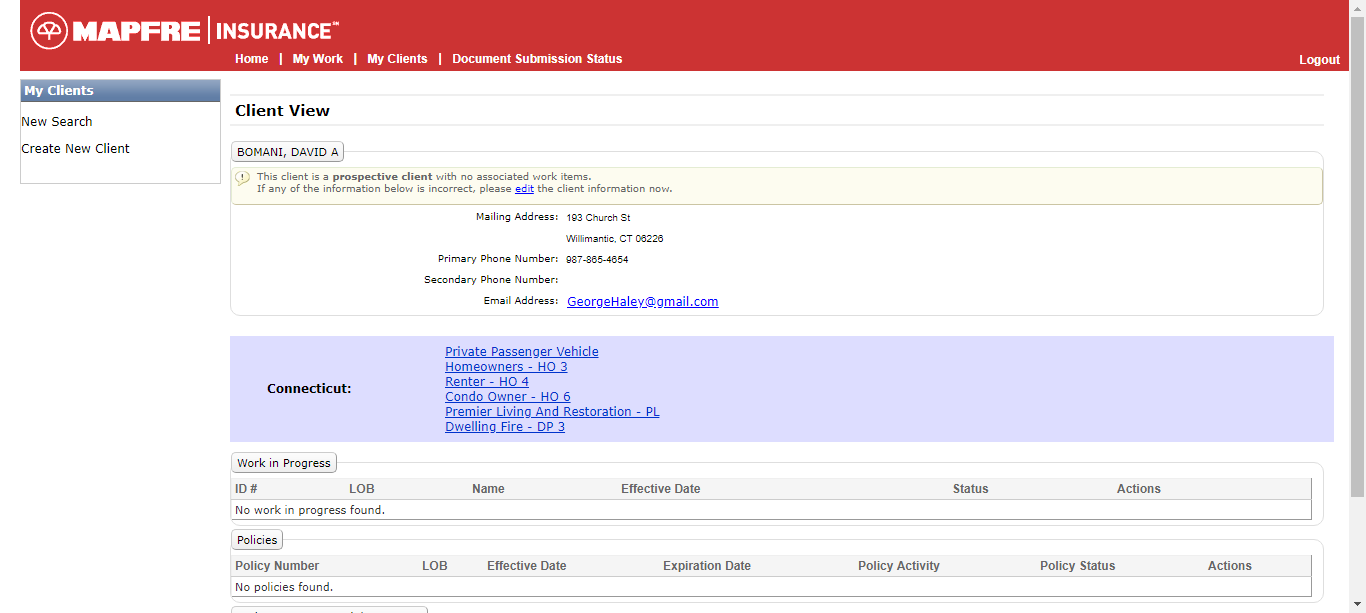 MAPFRE | INSURANCE℠
Home | My Work | My Clients | Document Submission Status
Logout
My Clients
New Search
Create New Client
Client View
BOMANI, DAVID A
This client is a prospective client with no associated work items.
If any of the information below is incorrect, please edit the client information now.
Mailing Address: 193 Church St
Willimantic, CT 06226
Primary Phone Number: 987-865-4654
Secondary Phone Number:
Email Address: GeorgeHaley@gmail.com
Connecticut:
Private Passenger Vehicle
Homeowners - HO 3
Renter - HO 4
Condo Owner - HO 6
Premier Living And Restoration - PL
Dwelling Fire - DP 3
Work in Progress
ID # LOB Name Effective Date Status Actions
No work in progress found.
Policies
Policy Number LOB Effective Date Expiration Date Policy Activity Policy Status Actions
No policies found.